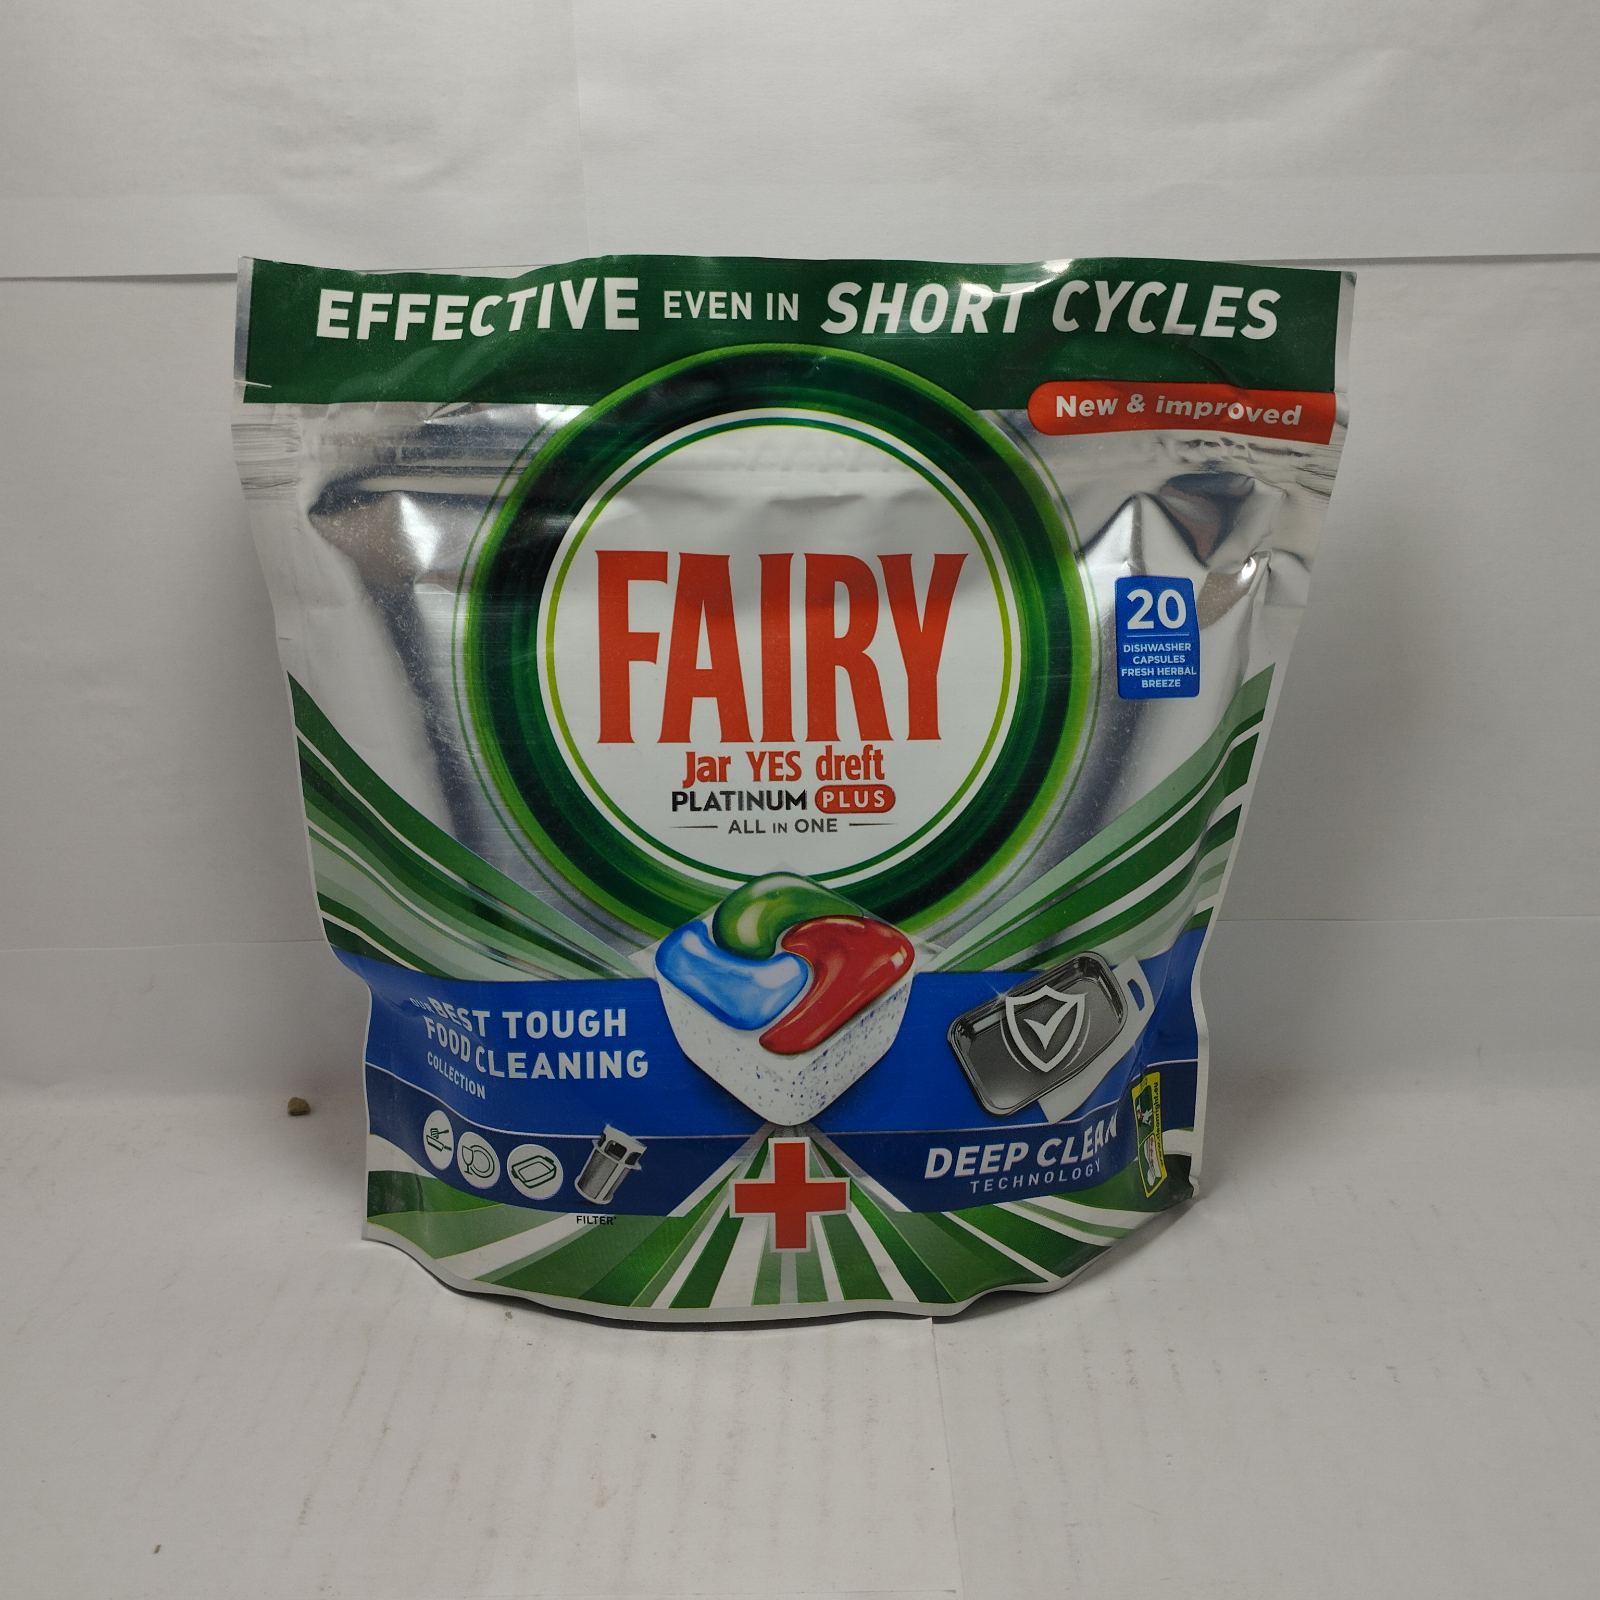 EFFECTIVE EVEN IN SHORT CYCLES
New & improved
FAIRY
Jar YES dreft
PLATINUM PLUS
ALL IN ONE
20
DISHWASHER
CAPSULES
FRESH HERBAL
BREEZE
OUR BEST TOUGH
FOOD CLEANING
COLLECTION
DEEP CLEAN
TECHNOLOGY
FILTER*